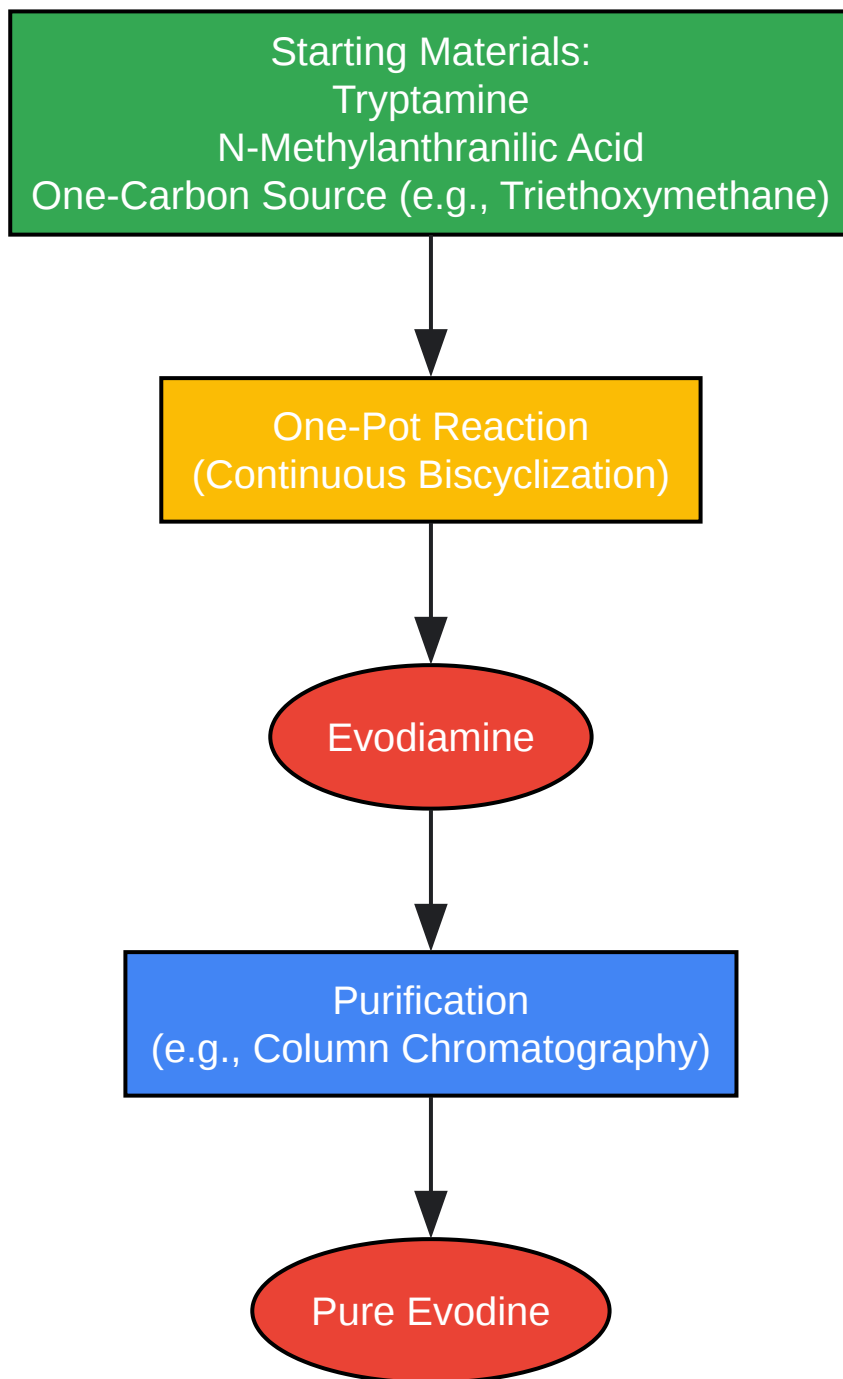 Starting Materials:
Tryptamine
N-Methylanthranilic Acid
One-Carbon Source (e.g., Triethoxymethane)
One-Pot Reaction
(Continuous Biscyclization)
Evodiamine
Purification
(e.g., Column Chromatography)
Pure Evodine